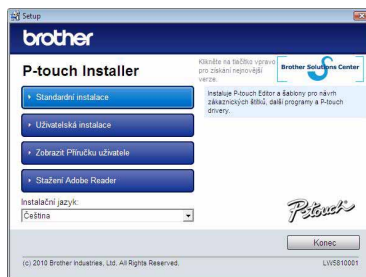 Setup
brother
P-touch Installer
Klikněte na tlačítko vpravo
pro získání nejnovější
verze.
Brother Solutions Center
Standardní instalace
Instaluje P-touch Editor a šablony pro návrh
zákaznických štítků, další programy a P-touch
drivery.
Uživatelská instalace
Zobrazit Příručku uživatele
Stažení Adobe Reader
Instalační jazyk:
Čeština
P-touch
Konec
(c) 2010 Brother Industries, Ltd. All Rights Reserved.
LW5810001